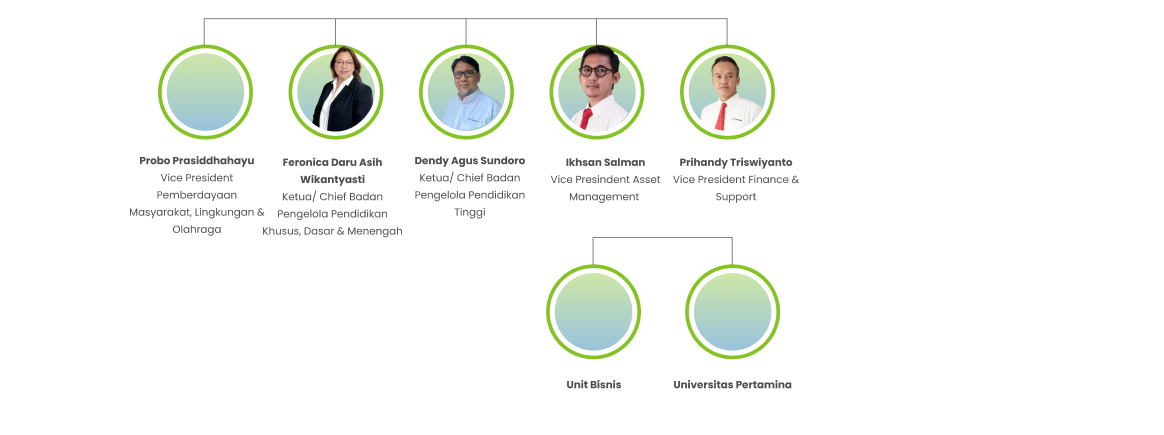 Probo Prasiddhahayu
Vice President
Pemberdayaan
Masyarakat, Lingkungan &
Olahraga
Feronica Daru Asih
Wikantyasti
Ketua/ Chief Badan
Pengelola Pendidikan
Khusus, Dasar & Menengah
Dendy Agus Sundoro
Ketua/ Chief Badan
Pengelola Pendidikan
Tinggi
Ikhsan Salman
Vice Presindent Asset
Management
Prihandy Triswiyanto
Vice President Finance &
Support
Unit Bisnis
Universitas Pertamina